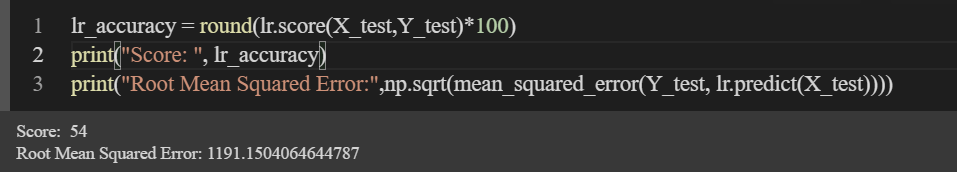 1 lr_accuracy = round(lr.score(X_test,Y_test)*100)
2 print("Score: ", lr_accuracy)
3 print("Root Mean Squared Error:",np.sqrt(mean_squared_error(Y_test, lr.predict(X_test))))
Score:  54
Root Mean Squared Error: 1191.1504064644787